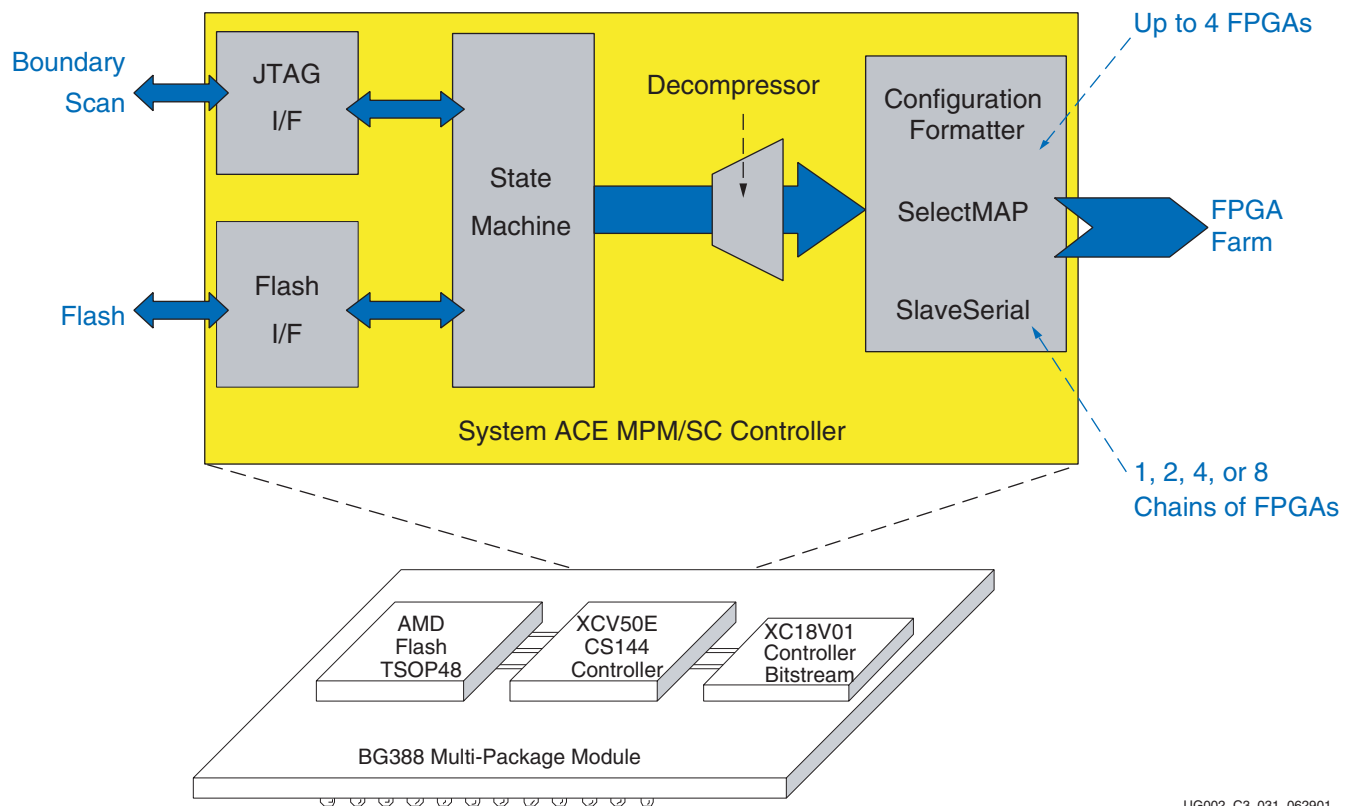 Boundary
Scan
JTAG
I/F
Flash
Flash
I/F
State
Machine
Decompressor
Configuration
Formatter
SelectMAP
SlaveSerial
Up to 4 FPGAs
FPGA
Farm
1, 2, 4, or 8
Chains of FPGAs
System ACE MPM/SC Controller
AMD
Flash
TSOP48
XCV50E
CS144
Controller
XC18V01
Controller
Bitstream
BG388 Multi-Package Module
UG002_C3_031_062901